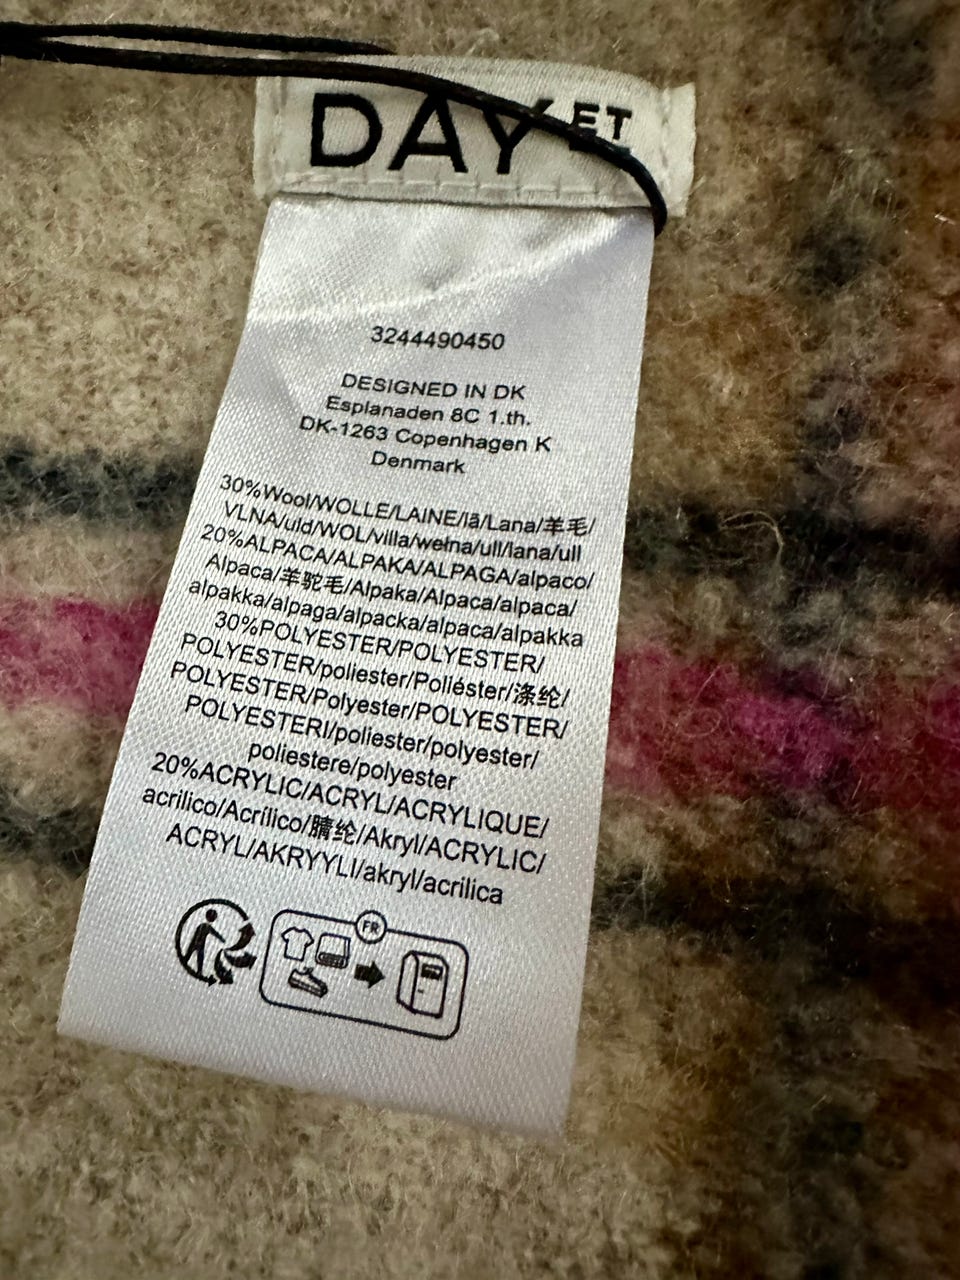 DAY ET
3244490450
DESIGNED IN DK
Esplanaden 8C 1.th.
DK-1263 Copenhagen K
Denmark
30%Wool/WOLLE/LAINE/lã/Lana/羊毛/
VLNA/uld/WOL/villa/wełna/ull/lana/ull
20%ALPACA/ALPAKA/ALPAGA/alpaco/
Alpaca/羊驼毛/Alpaka/Alpaca/alpaca/
alpakka/alpaga/alpacka/alpaca/alpakka
30%POLYESTER/POLYESTER/
POLYESTER/poliester/Poliéster/涤纶/
POLYESTER/Polyester/POLYESTER/
POLYESTERI/poliester/polyester/
poliestere/polyester
20%ACRYLIC/ACRYL/ACRYLIQUE/
acrilico/Acrílico/腈纶/Akryl/ACRYLIC/
ACRYL/AKRYYLI/akryl/acrilica
FR